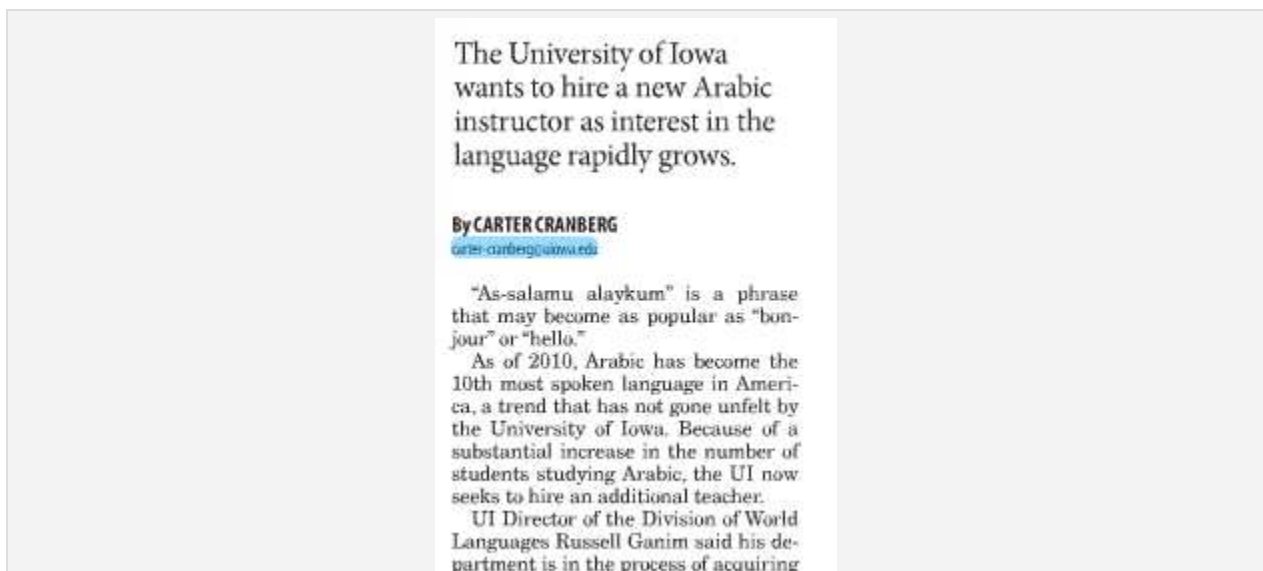 The University of Iowa
wants to hire a new Arabic
instructor as interest in the
language rapidly grows.
By CARTER CRANBERG
carter-cranberg@uiowa.edu
“As-salamu alaykum” is a phrase
that may become as popular as “bon-
jour” or “hello.”
As of 2010, Arabic has become the
10th most spoken language in Ameri-
ca, a trend that has not gone unfelt by
the University of Iowa. Because of a
substantial increase in the number of
students studying Arabic, the UI now
seeks to hire an additional teacher.
UI Director of the Division of World
Languages Russell Ganim said his de-
partment is in the process of acquiring